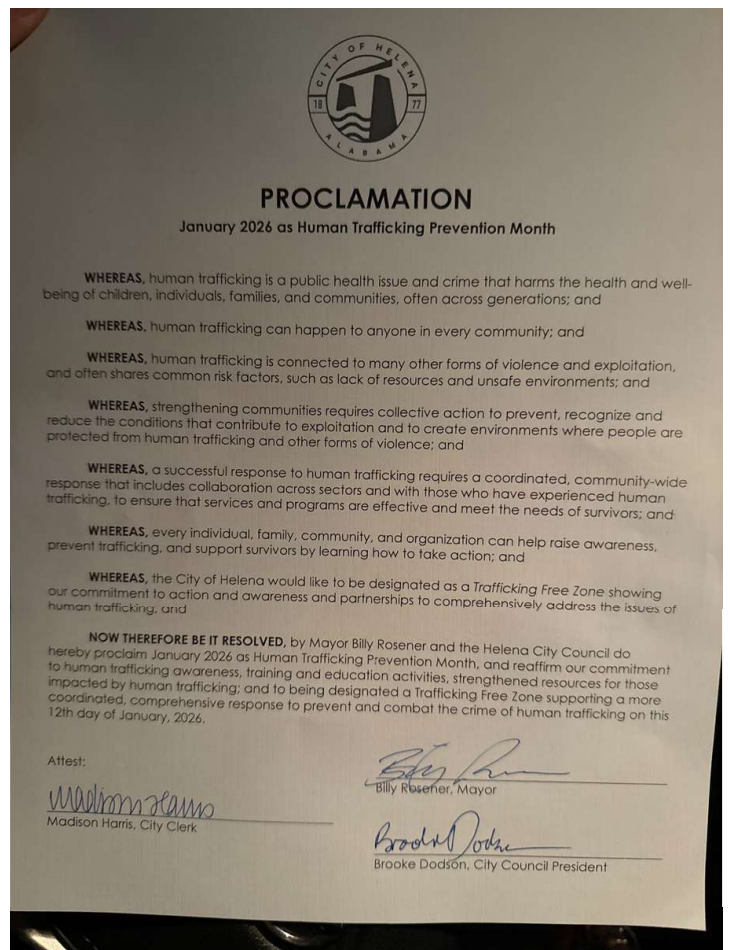 CITY OF HELENA
18 77
ALABAMA
PROCLAMATION
January 2026 as Human Trafficking Prevention Month
WHEREAS, human trafficking is a public health issue and crime that harms the health and well-
being of children, individuals, families, and communities, often across generations; and
WHEREAS, human trafficking can happen to anyone in every community; and
WHEREAS, human trafficking is connected to many other forms of violence and exploitation,
and often shares common risk factors, such as lack of resources and unsafe environments; and
WHEREAS, strengthening communities requires collective action to prevent, recognize and
reduce the conditions that contribute to exploitation and to create environments where people are
protected from human trafficking and other forms of violence; and
WHEREAS, a successful response to human trafficking requires a coordinated, community-wide
response that includes collaboration across sectors and with those who have experienced human
trafficking, to ensure that services and programs are effective and meet the needs of survivors; and
WHEREAS, every individual, family, community, and organization can help raise awareness,
prevent trafficking, and support survivors by learning how to take action; and
WHEREAS, the City of Helena would like to be designated as a Trafficking Free Zone showing
our commitment to action and awareness and partnerships to comprehensively address the issues of
human trafficking, and
NOW THEREFORE BE IT RESOLVED, by Mayor Billy Rosener and the Helena City Council do
hereby proclaim January 2026 as Human Trafficking Prevention Month, and reaffirm our commitment
to human trafficking awareness, training and education activities, strengthened resources for those
impacted by human trafficking; and to being designated a Trafficking Free Zone supporting a more
coordinated, comprehensive response to prevent and combat the crime of human trafficking on this
12th day of January, 2026.
Attest:
Billy Rosener, Mayor
Madison Harris
Madison Harris, City Clerk
Brooke Dodson, City Council President